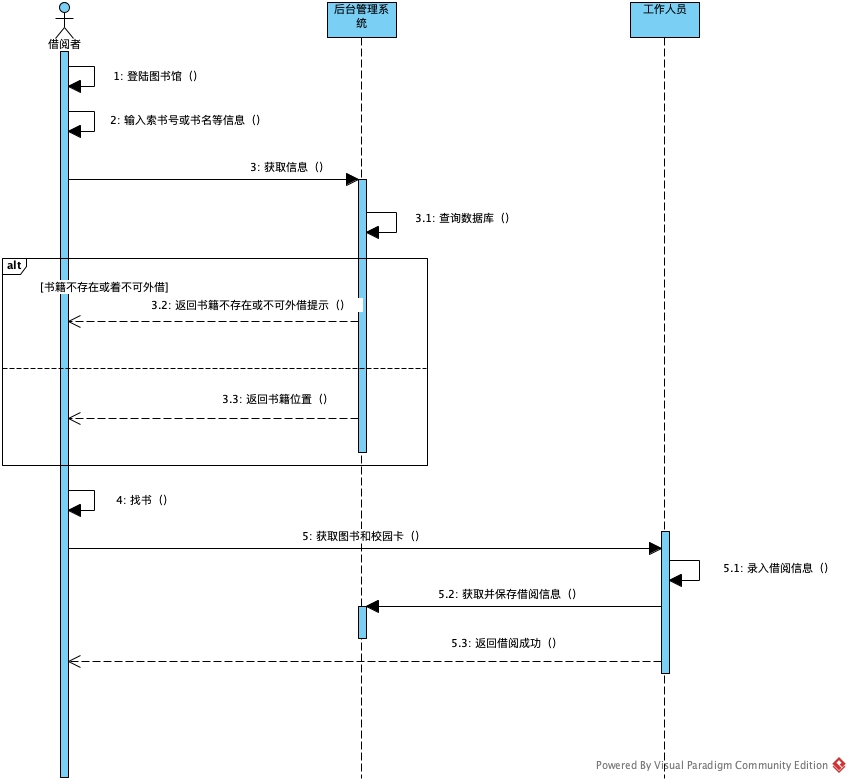 借阅者
后台管理系
统
工作人员
1: 登陆图书馆 ()
2: 输入索书号或书名等信息 ()
3: 获取信息 ()
3.1: 查询数据库 ()
alt
[书籍不存在或着不可外借]
3.2: 返回书籍不存在或不可外借提示 ()
3.3: 返回书籍位置 ()
4: 找书 ()
5: 获取图书和校园卡 ()
5.1: 录入借阅信息 ()
5.2: 获取并保存借阅信息 ()
5.3: 返回借阅成功 ()
Powered By Visual Paradigm Community Edition